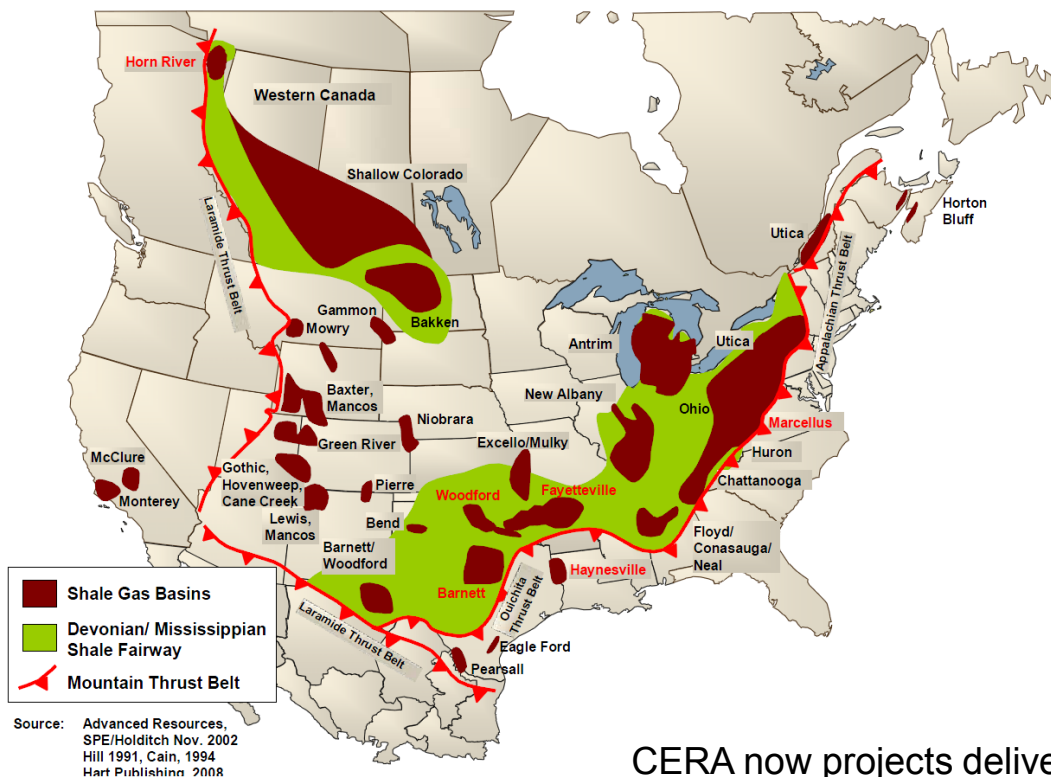 Horn River
Western Canada
Shallow Colorado
Laramide Thrust Belt
Gammon
Mowry
Bakken
Baxter,
Mancos
Green River
Niobrara
McClure
Monterey
Gothic,
Hovenweep,
Cane Creek
Lewis,
Mancos
Pierre
Bend
Barnett/
Woodford
Excello/Mulky
Woodford
Fayetteville
Barnett
Antrim
New Albany
Ohio
Utica
Utica
Horton
Bluff
Appalachian Thrust Belt
Marcellus
Huron
Chattanooga
Floyd/
Conasauga/
Neal
Haynesville
Ouichita
Thrust Belt
Eagle Ford
Pearsall
Laramide Thrust Belt
Shale Gas Basins
Devonian/ Mississippian
Shale Fairway
Mountain Thrust Belt
Source: Advanced Resources,
SPE/Holditch Nov. 2002
Hill 1991, Cain, 1994
Hart Publishing, 2008
CERA now projects delive